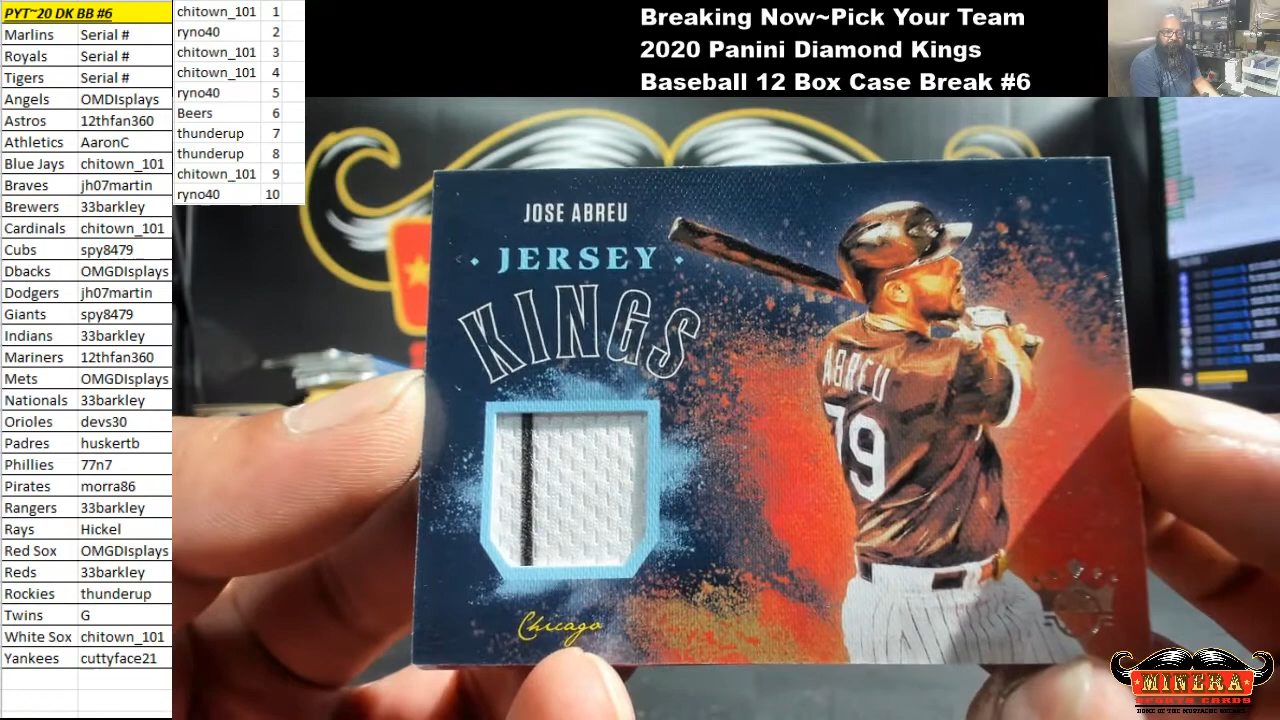 PYT~20 DK BB #6
Marlins Serial #
Royals Serial #
Tigers Serial #
Angels OMDIsplays
Astros 12thfan360
Athletics AaronC
Blue Jays chitown_101
Braves jh07martin
Brewers 33barkley
Cardinals chitown_101
Cubs spy8479
Dbacks OMGDIsplays
Dodgers jh07martin
Giants spy8479
Indians 33barkley
Mariners 12thfan360
Mets OMGDIsplays
Nationals 33barkley
Orioles devs30
Padres huskertb
Phillies 77n7
Pirates morra86
Rangers 33barkley
Rays Hickel
Red Sox OMGDIsplays
Reds 33barkley
Rockies thunderup
Twins G
White Sox chitown_101
Yankees cuttyface21
chitown_101 1
ryno40 2
chitown_101 3
chitown_101 4
ryno40 5
Beers 6
thunderup 7
thunderup 8
chitown_101 9
ryno40 10
Breaking Now~Pick Your Team
2020 Panini Diamond Kings
Baseball 12 Box Case Break #6
JOSE ABREU
· JERSEY ·
KINGS
ABREU
79
Chicago
MINERA
SPORTS CARDS